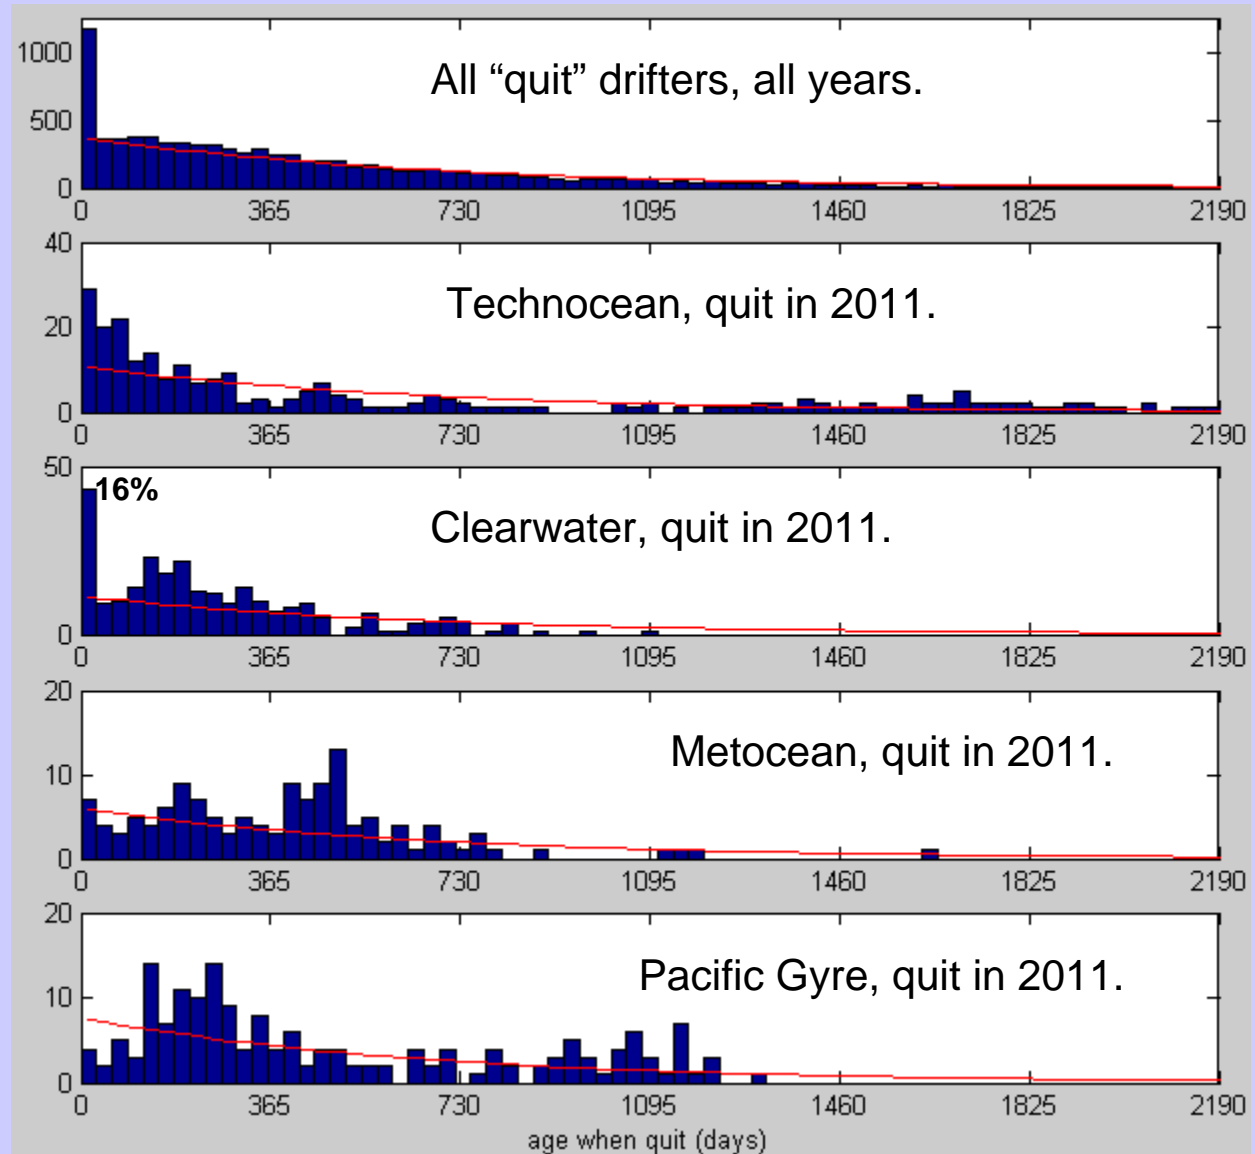 All “quit” drifters, all years.
1000
500
0
0 365 730 1095 1460 1825 2190
Technocean, quit in 2011.
40
20
0
0 365 730 1095 1460 1825 2190
50
16%
Clearwater, quit in 2011.
0
0 365 730 1095 1460 1825 2190
20
Metocean, quit in 2011.
10
0
0 365 730 1095 1460 1825 2190
20
Pacific Gyre, quit in 2011.
10
0
0 365 730 1095 1460 1825 2190
age when quit (days)